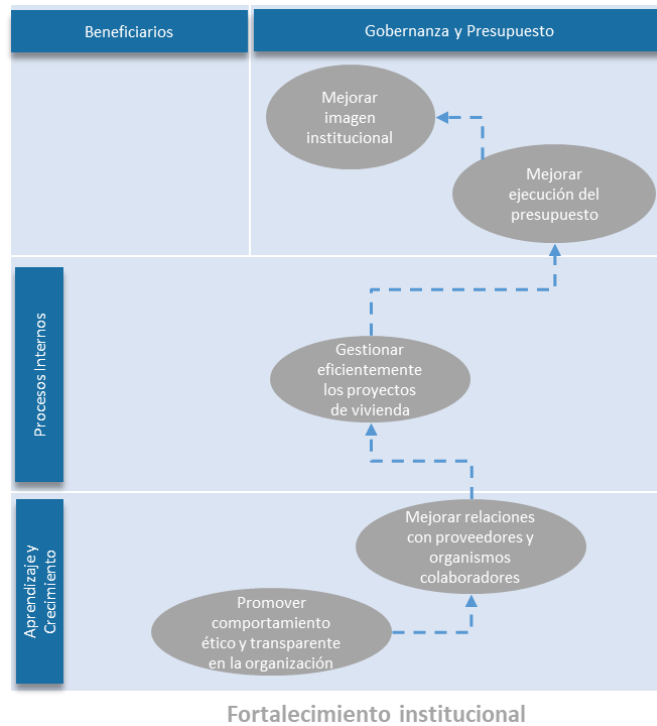 Beneficiarios
Gobernanza y Presupuesto
Mejorar
imagen
institucional
Mejorar
ejecución del
presupuesto
Procesos Internos
Gestionar
eficientemente
los proyectos
de vivienda
Aprendizaje y
Crecimiento
Mejorar relaciones
con proveedores y
organismos
colaboradores
Promover
comportamiento
ético y transparente
en la organización
Fortalecimiento institucional